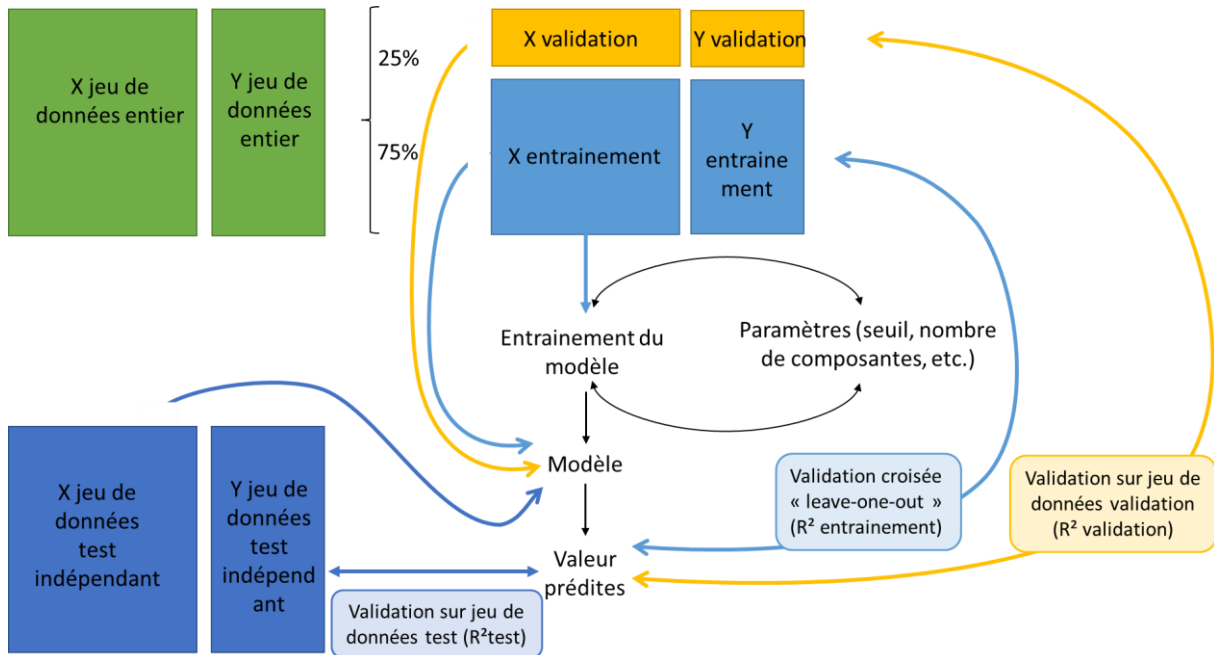 X jeu de
données entier
Y jeu de
données
entier
25%
75%
X validation
Y validation
X entrainement
Y
entraine
ment
Entrainement du
modèle
Paramètres (seuil, nombre
de composantes, etc.)
Modèle
Valeur
prédites
X jeu de
données
test
indépendant
Y jeu de
données
test
indépend
ant
Validation sur jeu de
données test (R²test)
Validation croisée
« leave-one-out »
(R² entrainement)
Validation sur jeu de
données validation
(R² validation)